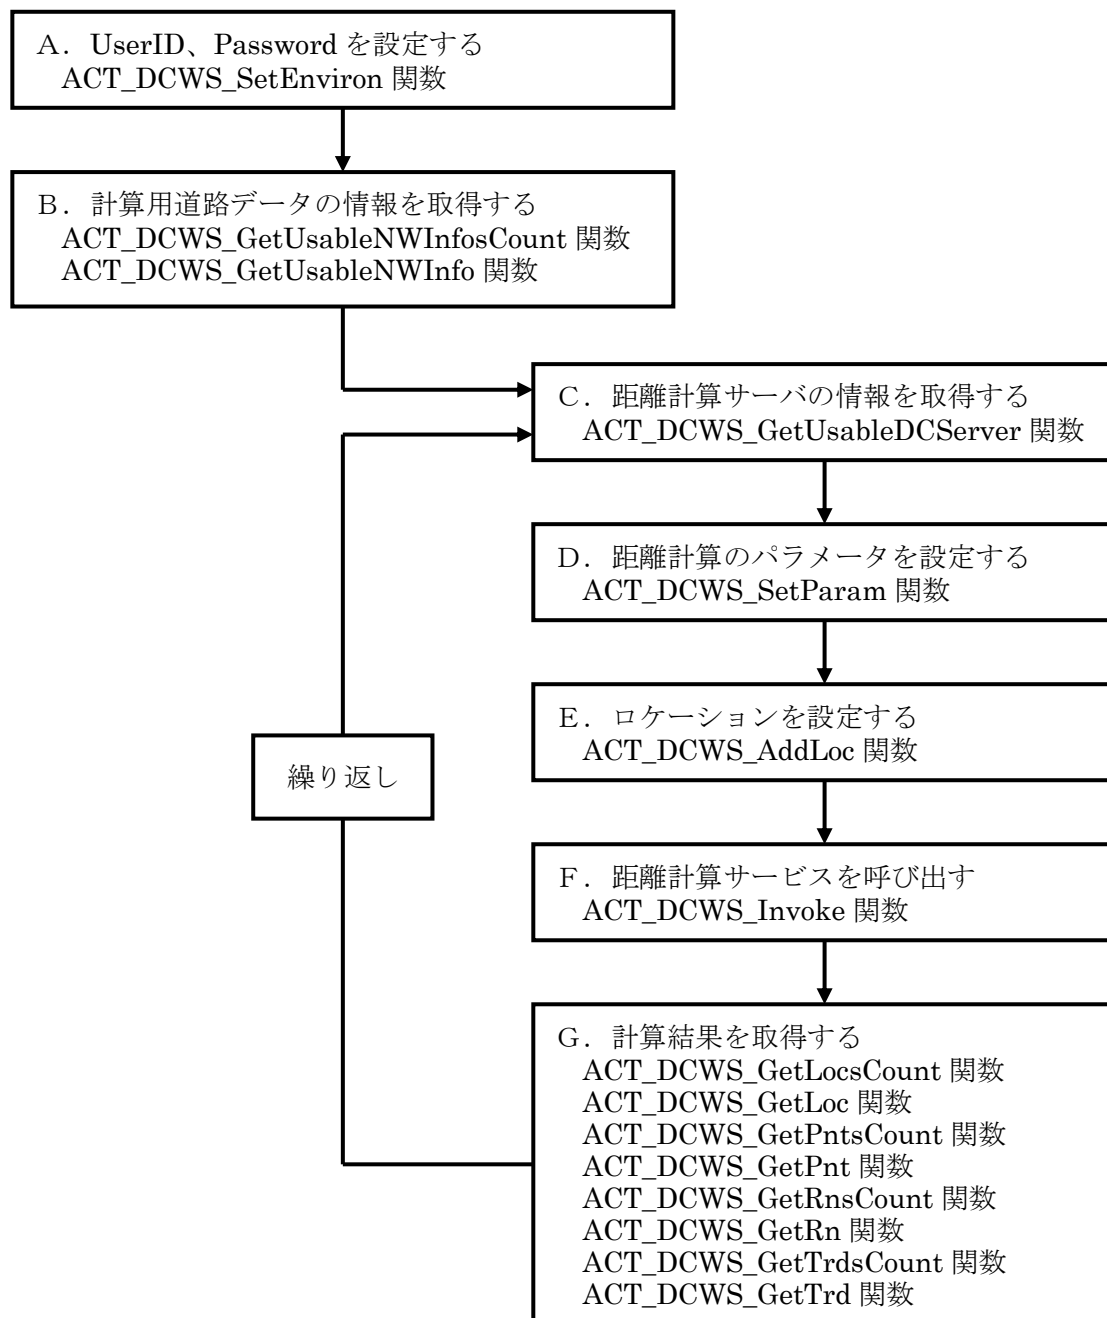 A．UserID、Password を設定する
ACT_DCWS_SetEnviron 関数
B．計算用道路データの情報を取得する
ACT_DCWS_GetUsableNWInfosCount 関数
ACT_DCWS_GetUsableNWInfo 関数
C．距離計算サーバの情報を取得する
ACT_DCWS_GetUsableDCServer 関数
D．距離計算のパラメータを設定する
ACT_DCWS_SetParam 関数
E．ロケーションを設定する
ACT_DCWS_AddLoc 関数
繰り返し
F．距離計算サービスを呼び出す
ACT_DCWS_Invoke 関数
G．計算結果を取得する
ACT_DCWS_GetLocsCount 関数
ACT_DCWS_GetLoc 関数
ACT_DCWS_GetPntsCount 関数
ACT_DCWS_GetPnt 関数
ACT_DCWS_GetRnsCount 関数
ACT_DCWS_GetRn 関数
ACT_DCWS_GetTrdsCount 関数
ACT_DCWS_GetTrd 関数